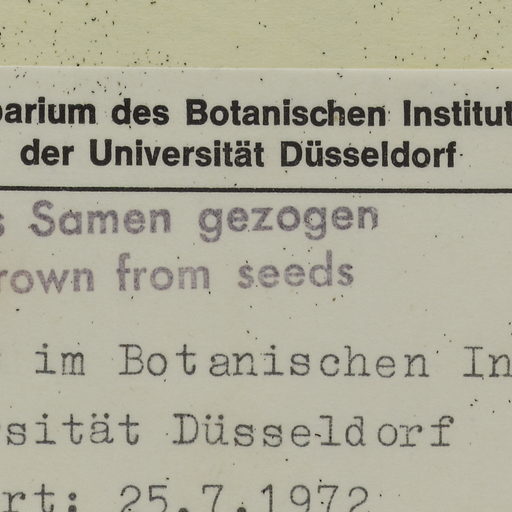 barium des Botanischen Institut
der Universität Düsseldorf
s Samen gezogen
rown from seeds
im Botanischen In
sität Düsseldorf
rt: 25.7.1972